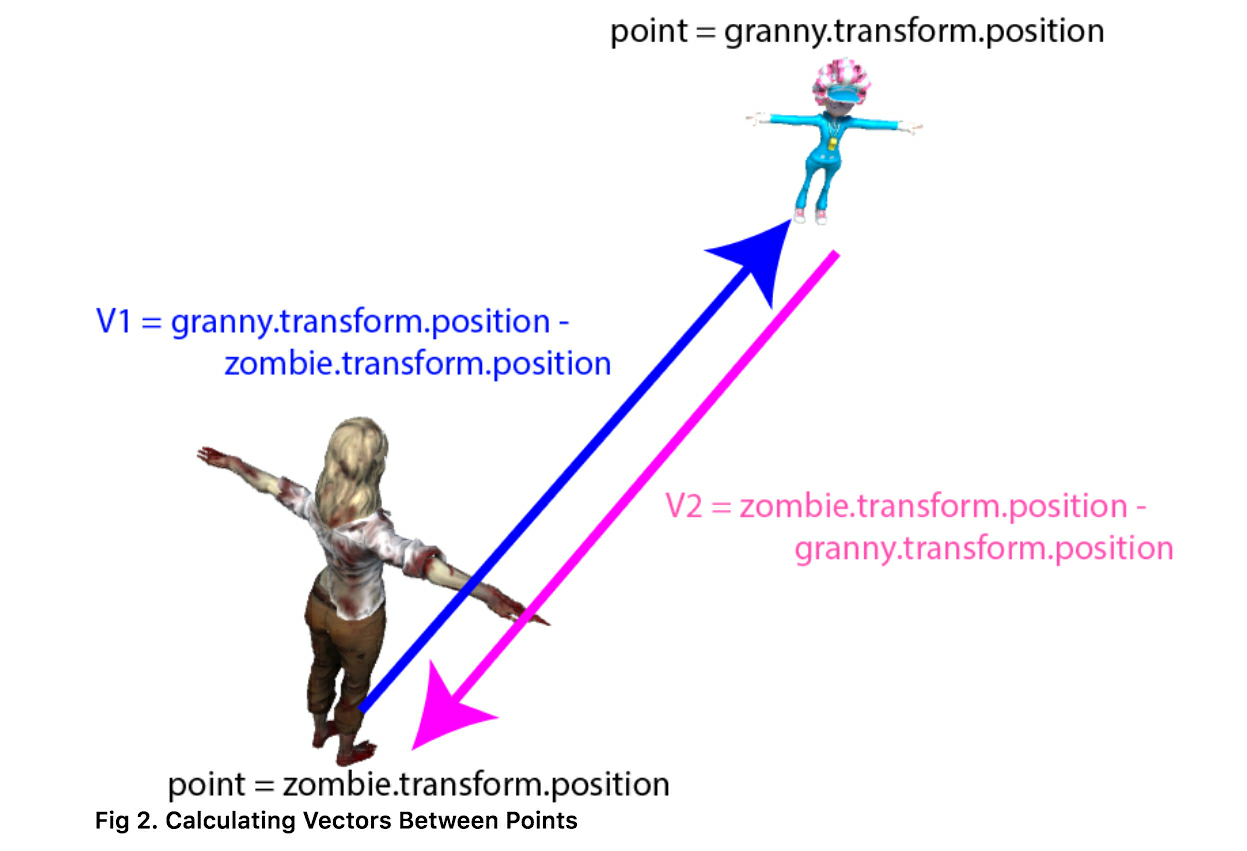 point = granny.transform.position
V1 = granny.transform.position -
zombie.transform.position
V2 = zombie.transform.position -
granny.transform.position
point = zombie.transform.position
Fig 2. Calculating Vectors Between Points